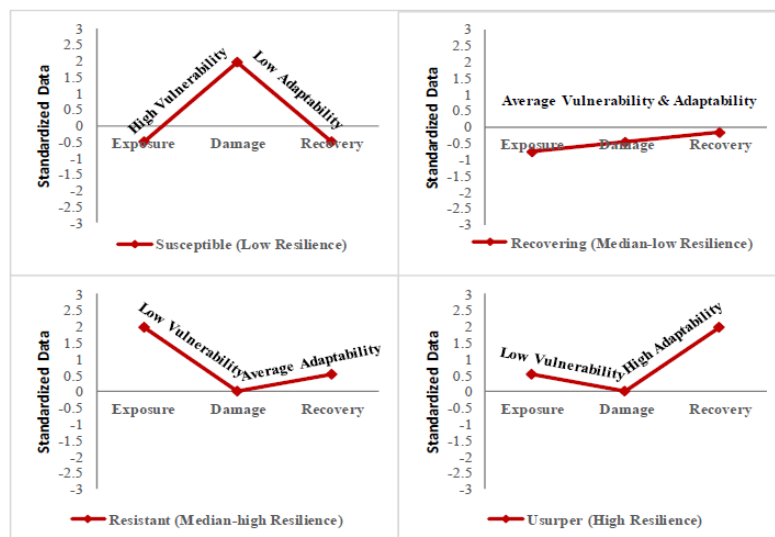 Standardized Data
3
2.5
2
1.5
1
0.5
0
-0.5
-1
-1.5
-2
-2.5
-3
High Vulnerability
Low Adaptability
Exposure Damage Recovery
Susceptible (Low Resilience)
Standardized Data
3
2.5
2
1.5
1
0.5
0
-0.5
-1
-1.5
-2
-2.5
-3
Average Vulnerability & Adaptability
Exposure Damage Recovery
Recovering (Median-low Resilience)
Standardized Data
3
2.5
2
1.5
1
0.5
0
-0.5
-1
-1.5
-2
-2.5
-3
Low Vulnerability
Average Adaptability
Exposure Damage Recovery
Resistant (Median-high Resilience)
Standardized Data
3
2.5
2
1.5
1
0.5
0
-0.5
-1
-1.5
-2
-2.5
-3
Low Vulnerability
High Adaptability
Exposure Damage Recovery
Usurper (High Resilience)